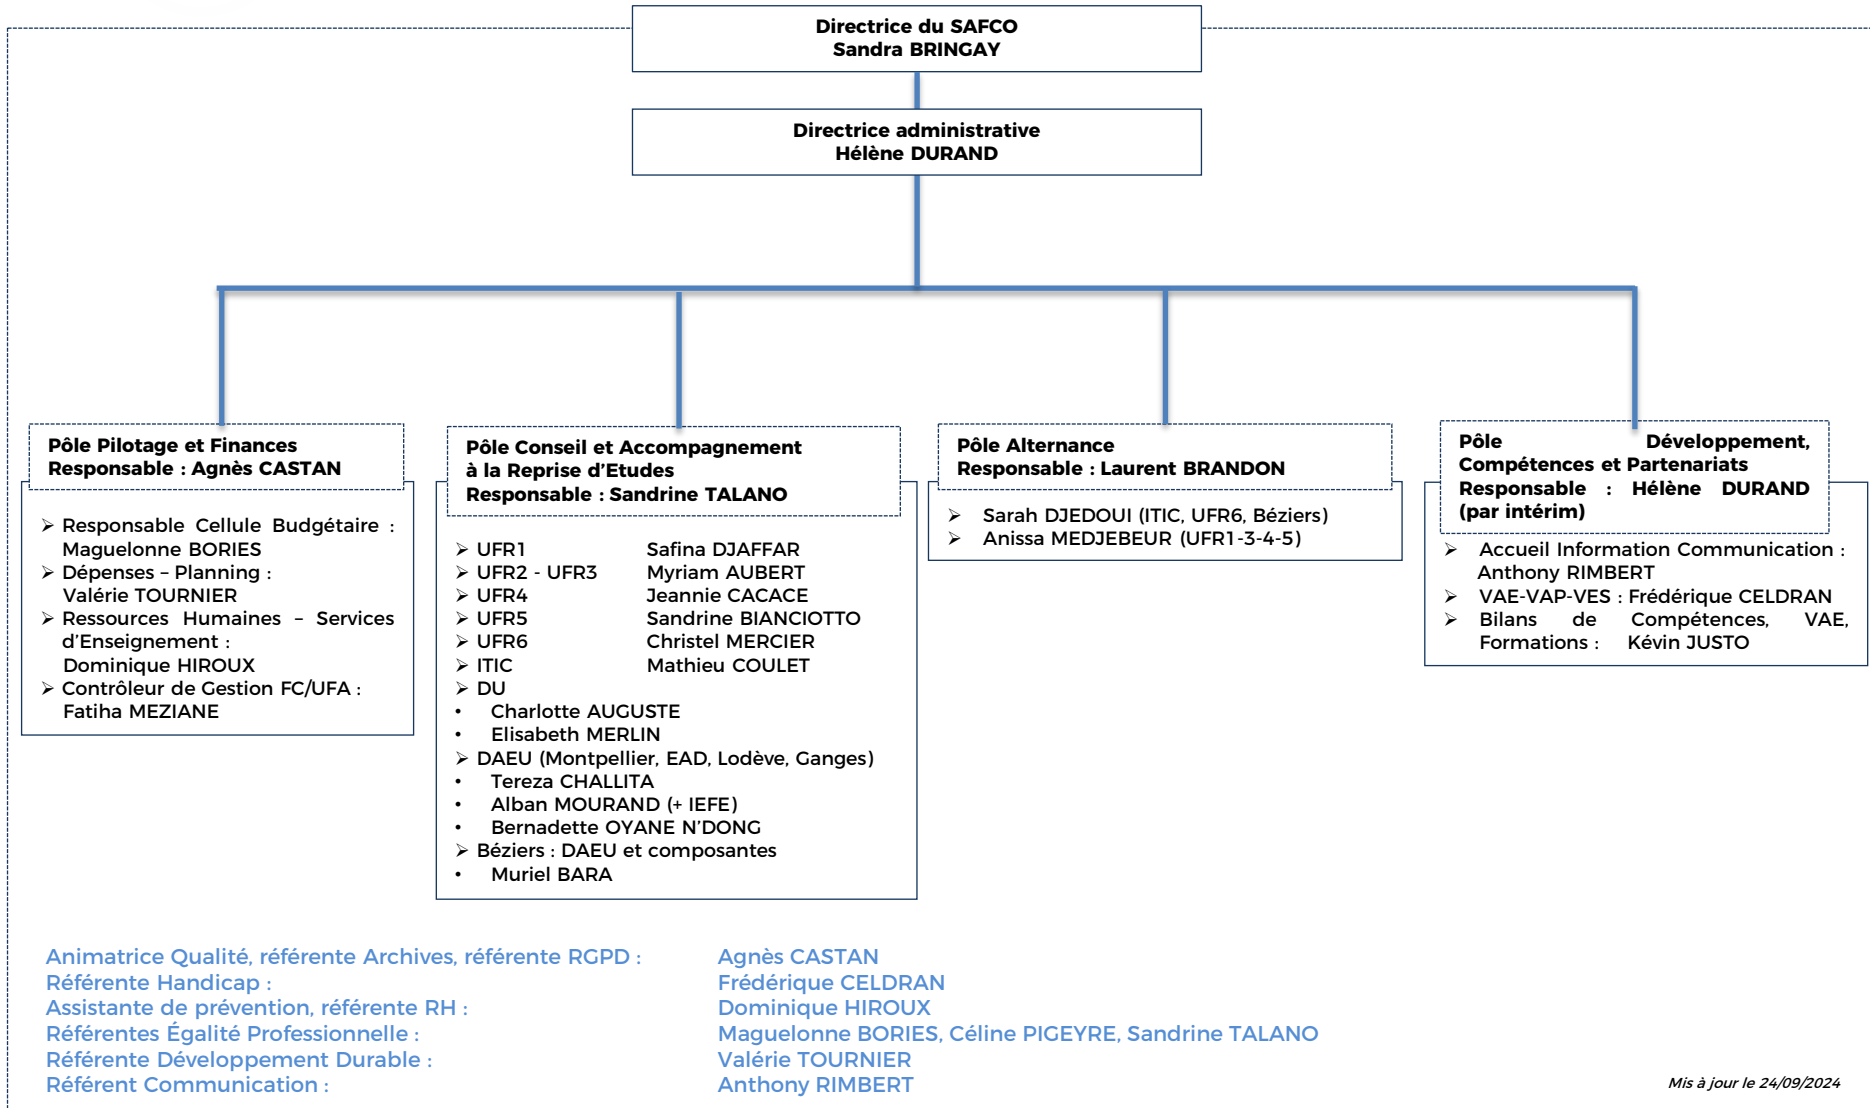 Directrice du SAFCO
Sandra BRINGAY
Directrice administrative
Hélène DURAND
Pôle Pilotage et Finances
Responsable : Agnès CASTAN
➢ Responsable Cellule Budgétaire :
Maguelonne BORIES
➢ Dépenses – Planning :
Valérie TOURNIER
➢ Ressources Humaines – Services
d’Enseignement :
Dominique HIROUX
➢ Contrôleur de Gestion FC/UFA :
Fatiha MEZIANE
Pôle Conseil et Accompagnement
à la Reprise d’Etudes
Responsable : Sandrine TALANO
➢ UFR1 Safina DJAFFAR
➢ UFR2 - UFR3 Myriam AUBERT
➢ UFR4 Jeannie CACACE
➢ UFR5 Sandrine BIANCIOTTO
➢ UFR6 Christel MERCIER
➢ ITIC Mathieu COULET
➢ DU
• Charlotte AUGUSTE
• Elisabeth MERLIN
➢ DAEU (Montpellier, EAD, Lodève, Ganges)
• Tereza CHALLITA
• Alban MOURAND (+ IEFE)
• Bernadette OYANE N’DONG
➢ Béziers : DAEU et composantes
• Muriel BARA
Pôle Alternance
Responsable : Laurent BRANDON
➢ Sarah DJEDOUI (ITIC, UFR6, Béziers)
➢ Anissa MEDJEBEUR (UFR1-3-4-5)
Pôle Développement,
Compétences et Partenariats
Responsable : Hélène DURAND
(par intérim)
➢ Accueil Information Communication :
Anthony RIMBERT
➢ VAE-VAP-VES : Frédérique CELDRAN
➢ Bilans de Compétences, VAE,
Formations : Kévin JUSTO
Animatrice Qualité, référente Archives, référente RGPD : Agnès CASTAN
Référente Handicap : Frédérique CELDRAN
Assistante de prévention, référente RH : Dominique HIROUX
Référentes Égalité Professionnelle : Maguelonne BORIES, Céline PIGEYRE, Sandrine TALANO
Référente Développement Durable : Valérie TOURNIER
Référent Communication : Anthony RIMBERT
Mis à jour le 24/09/2024